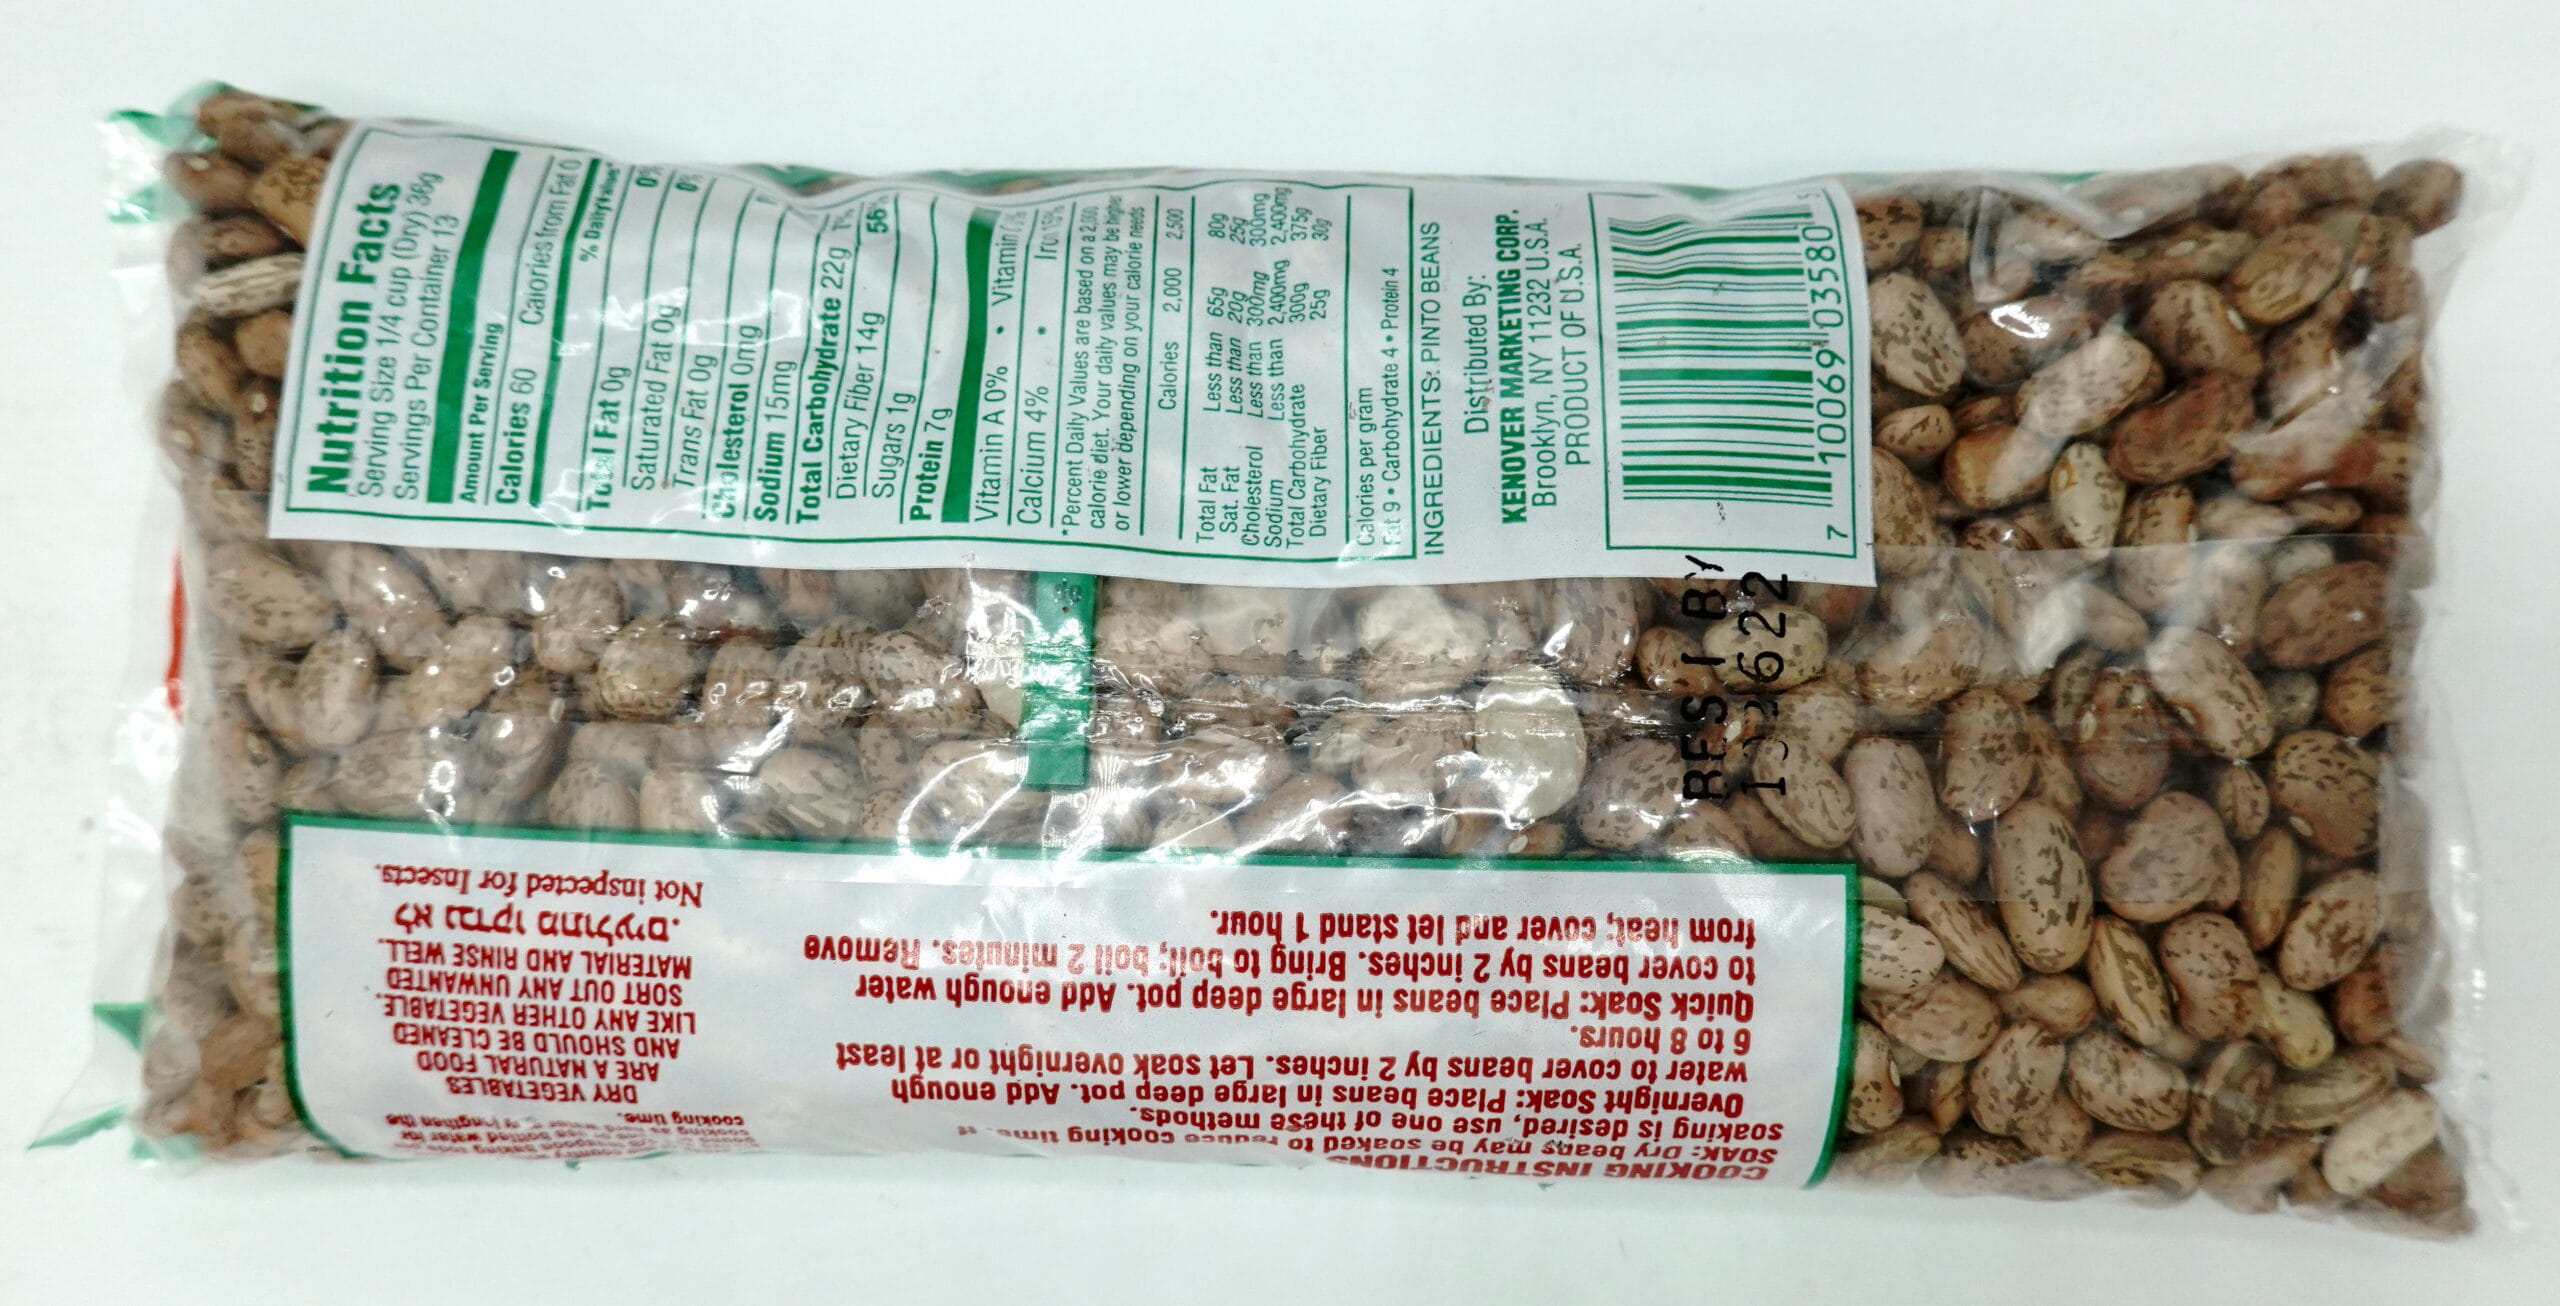 Nutrition Facts
Serving Size 1/4 cup (Dry) 36g
Servings Per Container 13
Amount Per Serving
Calories 60 Calories from Fat 0
% Daily Value*
Total Fat 0g 0%
Saturated Fat 0g 0%
Trans Fat 0g
Cholesterol 0mg
Sodium 15mg
Total Carbohydrate 22g 7%
Dietary Fiber 14g 56%
Sugars 1g
Protein 7g
Vitamin A 0% • Vitamin C
Calcium 4% • Iron 15%
*Percent Daily Values are based on a 2,000
calorie diet. Your daily values may be higher
or lower depending on your calorie needs
Calories 2,000 2,500
Total Fat Less than 65g 80g
Sat. Fat Less than 20g 25g
Cholesterol Less than 300mg 300mg
Sodium Less than 2,400mg 2,400mg
Total Carbohydrate 300g 375g
Dietary Fiber 25g 30g
Calories per gram
Fat 9 • Carbohydrate 4 • Protein 4
INGREDIENTS: PINTO BEANS
Distributed By:
KENOVER MARKETING CORP.
Brooklyn, NY 11232 U.S.A.
PRODUCT OF U.S.A.
7 10069 03580
BEST BY
COOKING INSTRUCTIONS
SOAK: Dry beans may be soaked to reduce cooking time. If
soaking is desired, use one of these methods.
Overnight Soak: Place beans in large deep pot. Add enough
water to cover beans by 2 inches. Let soak overnight or at least
6 to 8 hours.
Quick Soak: Place beans in large deep pot. Add enough water
to cover beans by 2 inches. Bring to boil; boil 2 minutes. Remove
from heat; cover and let stand 1 hour.
cooking time.
DRY VEGETABLES
ARE A NATURAL FOOD
AND SHOULD BE CLEANED
LIKE ANY OTHER VEGETABLE.
SORT OUT ANY UNWANTED
MATERIAL AND RINSE WELL.
לא נבדקו מתולעים.
Not inspected for Insects.